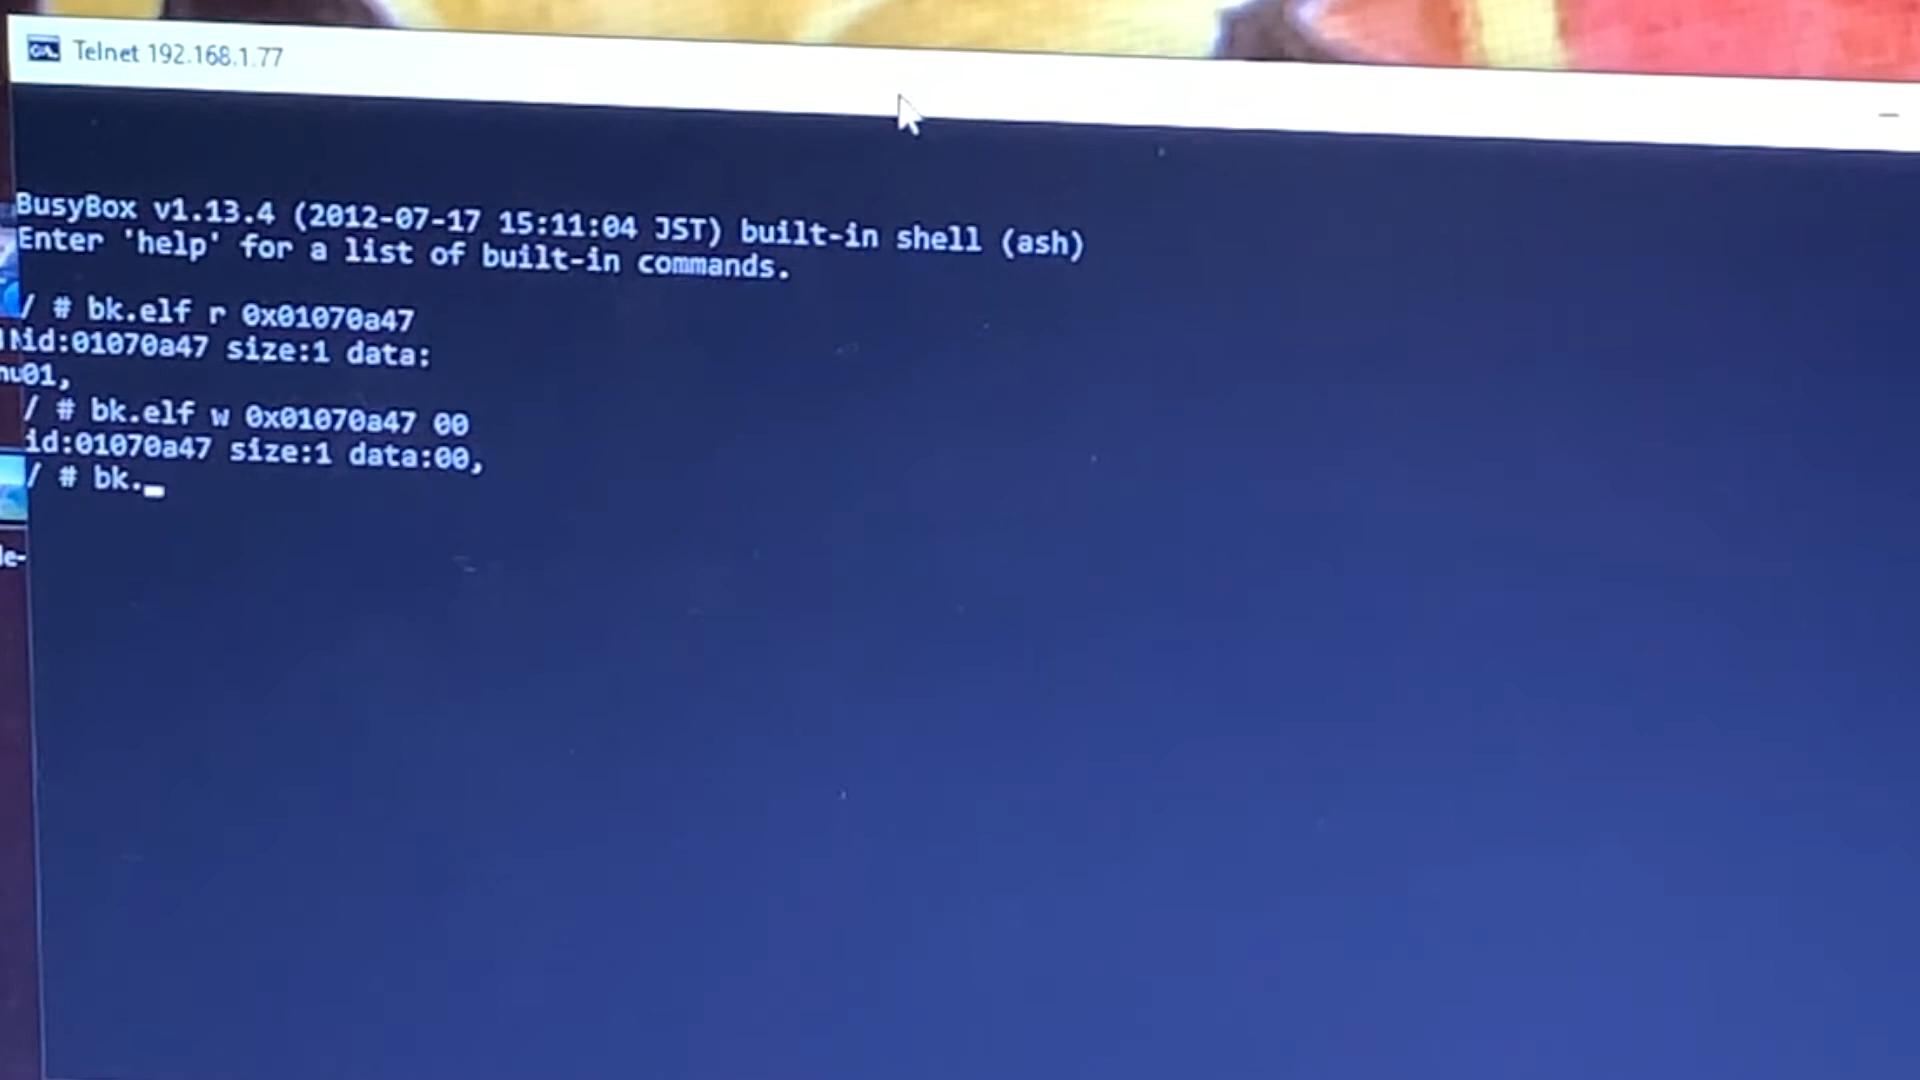 Telnet 192.168.1.77
BusyBox v1.13.4 (2012-07-17 15:11:04 JST) built-in shell (ash)
Enter 'help' for a list of built-in commands.
/ # bk.elf r 0x01070a47
id:01070a47 size:1 data:
01,
/ # bk.elf w 0x01070a47 00
id:01070a47 size:1 data:00,
/ # bk.